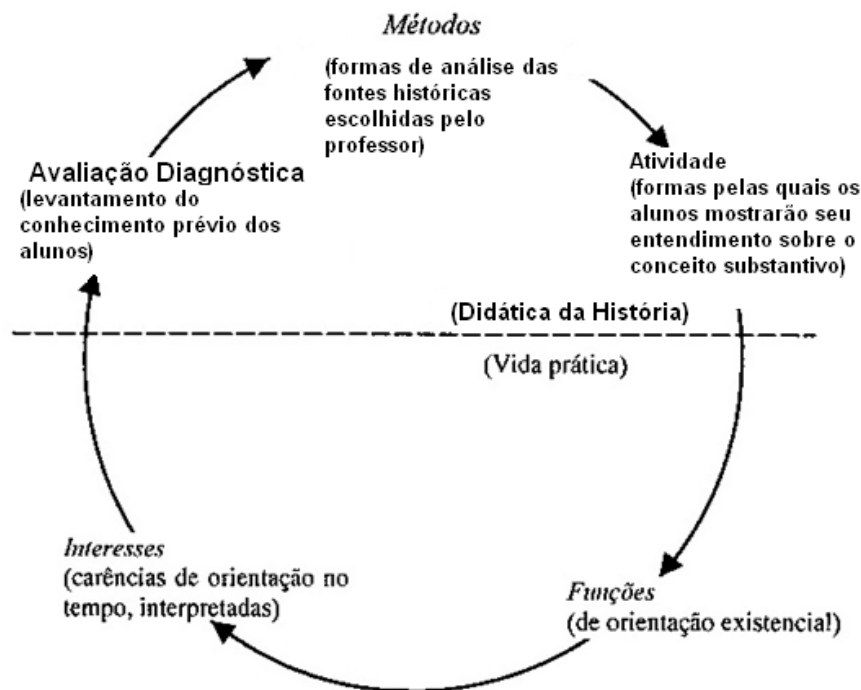 Métodos
(formas de análise das
fontes históricas
escolhidas pelo
professor)
Avaliação Diagnóstica
(levantamento do
conhecimento prévio dos
alunos)
Atividade
(formas pelas quais os
alunos mostrarão seu
entendimento sobre o
conceito substantivo)
(Didática da História)
(Vida prática)
Interesses
(carências de orientação no
tempo, interpretadas)
Funções
(de orientação existencial)